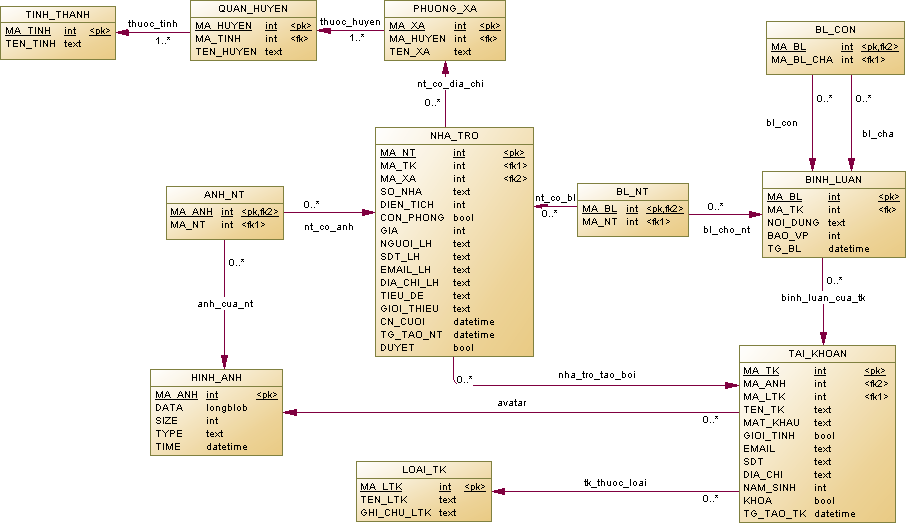 TINH_THANH
MA_TINH int <pk>
TEN_TINH text
thuoc_tinh
1..*
QUAN_HUYEN
MA_HUYEN int <pk>
MA_TINH int <fk>
TEN_HUYEN text
thuoc_huyen
1..*
PHUONG_XA
MA_XA int <pk>
MA_HUYEN int <fk>
TEN_XA text
BL_CON
MA_BL int <pk,fk2>
MA_BL_CHA int <fk1>
nt_co_dia_chi
0..*
0..*
0..*
bl_con
bl_cha
NHA_TRO
MA_NT int <pk>
MA_TK int <fk1>
MA_XA int <fk2>
SO_NHA text
DIEN_TICH int
CON_PHONG bool
GIA int
NGUOI_LH text
SDT_LH text
EMAIL_LH text
DIA_CHI_LH text
TIEU_DE text
GIOI_THIEU text
CN_CUOI datetime
TG_TAO_NT datetime
DUYET bool
ANH_NT
MA_ANH int <pk,fk2>
MA_NT int <fk1>
0..*
nt_co_anh
nt_co_bl
0..*
BL_NT
MA_BL int <pk,fk2>
MA_NT int <fk1>
0..*
bl_cho_nt
BINH_LUAN
MA_BL int <pk>
MA_TK int <fk>
NOI_DUNG text
BAO_VP int
TG_BL datetime
0..*
anh_cua_nt
0..*
binh_luan_cua_tk
HINH_ANH
MA_ANH int <pk>
DATA longblob
SIZE int
TYPE text
TIME datetime
0..*
nha_tro_tao_boi
avatar
0..*
TAI_KHOAN
MA_TK int <pk>
MA_ANH int <fk2>
MA_LTK int <fk1>
TEN_TK text
MAT_KHAU text
GIOI_TINH bool
EMAIL text
SDT text
DIA_CHI text
NAM_SINH int
KHOA bool
TG_TAO_TK datetime
LOAI_TK
MA_LTK int <pk>
TEN_LTK text
GHI_CHU_LTK text
tk_thuoc_loai
0..*